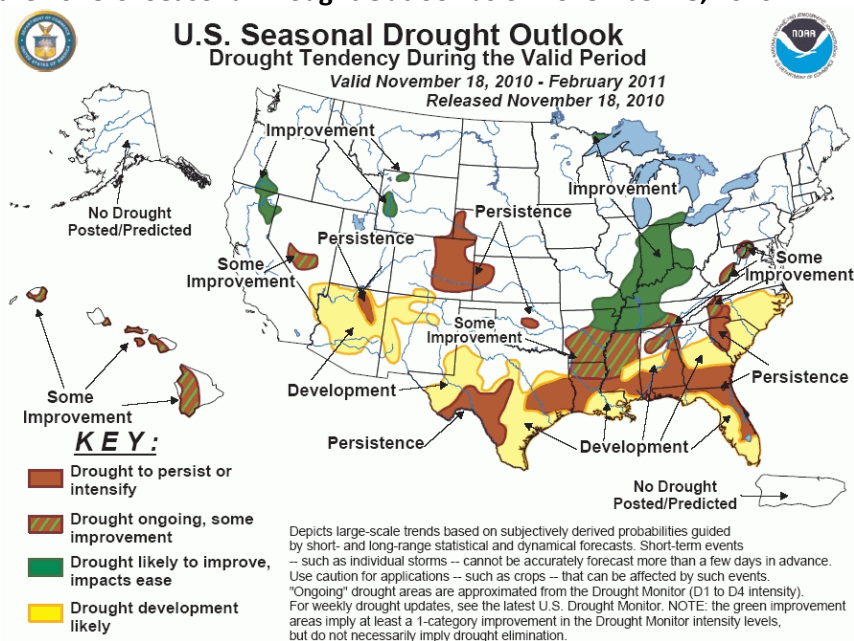 U.S. Seasonal Drought Outlook
Drought Tendency During the Valid Period
Valid November 18, 2010 - February 2011
Released November 18, 2010
NOAA
Improvement
No Drought
Posted/Predicted
Improvement
Persistence
Persistence
Some
Improvement
Some
Improvement
Some
Improvement
Development
Persistence
Some
Improvement
Persistence
Development
No Drought
Posted/Predicted
KEY:
Drought to persist or
intensify
Drought ongoing, some
improvement
Drought likely to improve,
impacts ease
Drought development
likely
Depicts large-scale trends based on subjectively derived probabilities guided
by short- and long-range statistical and dynamical forecasts. Short-term events
-- such as individual storms -- cannot be accurately forecast more than a few days in advance.
Use caution for applications -- such as crops -- that can be affected by such events.
"Ongoing" drought areas are approximated from the Drought Monitor (D1 to D4 intensity).
For weekly drought updates, see the latest U.S. Drought Monitor. NOTE: the green improvement
areas imply at least a 1-category improvement in the Drought Monitor intensity levels,
but do not necessarily imply drought elimination.